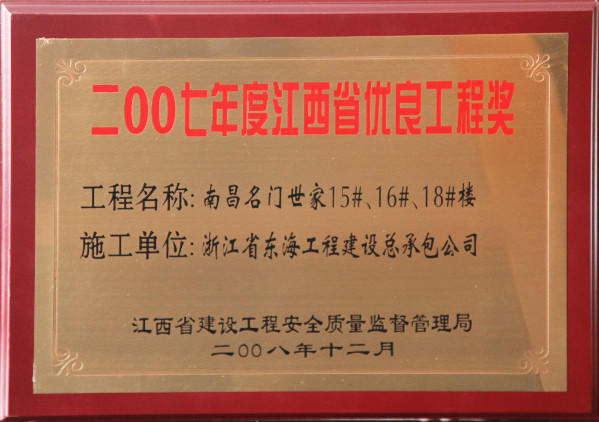 二00七年度江西省优良工程奖
工程名称:南昌名门世家15#、16#、18#楼
施工单位:浙江省东海工程建设总承包公司
江西省建设工程安全质量监督管理局
二00八年十二月